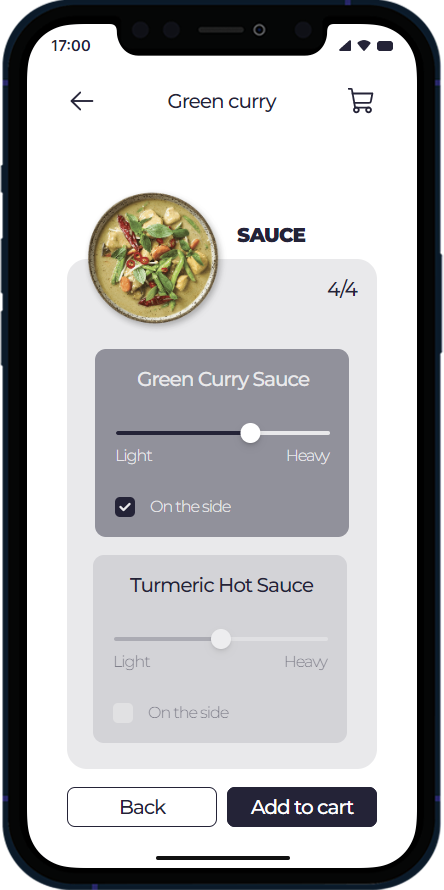 17:00
Green curry
SAUCE
4/4
Green Curry Sauce
Light Heavy
On the side
Turmeric Hot Sauce
Light Heavy
On the side
Back Add to cart